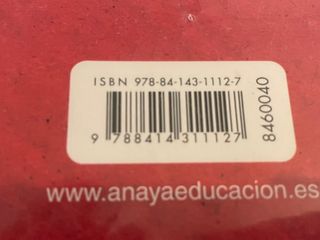 ISBN 978-84-143-1112-7
9 788414 311127
8460040
www.anayaeducacion.es